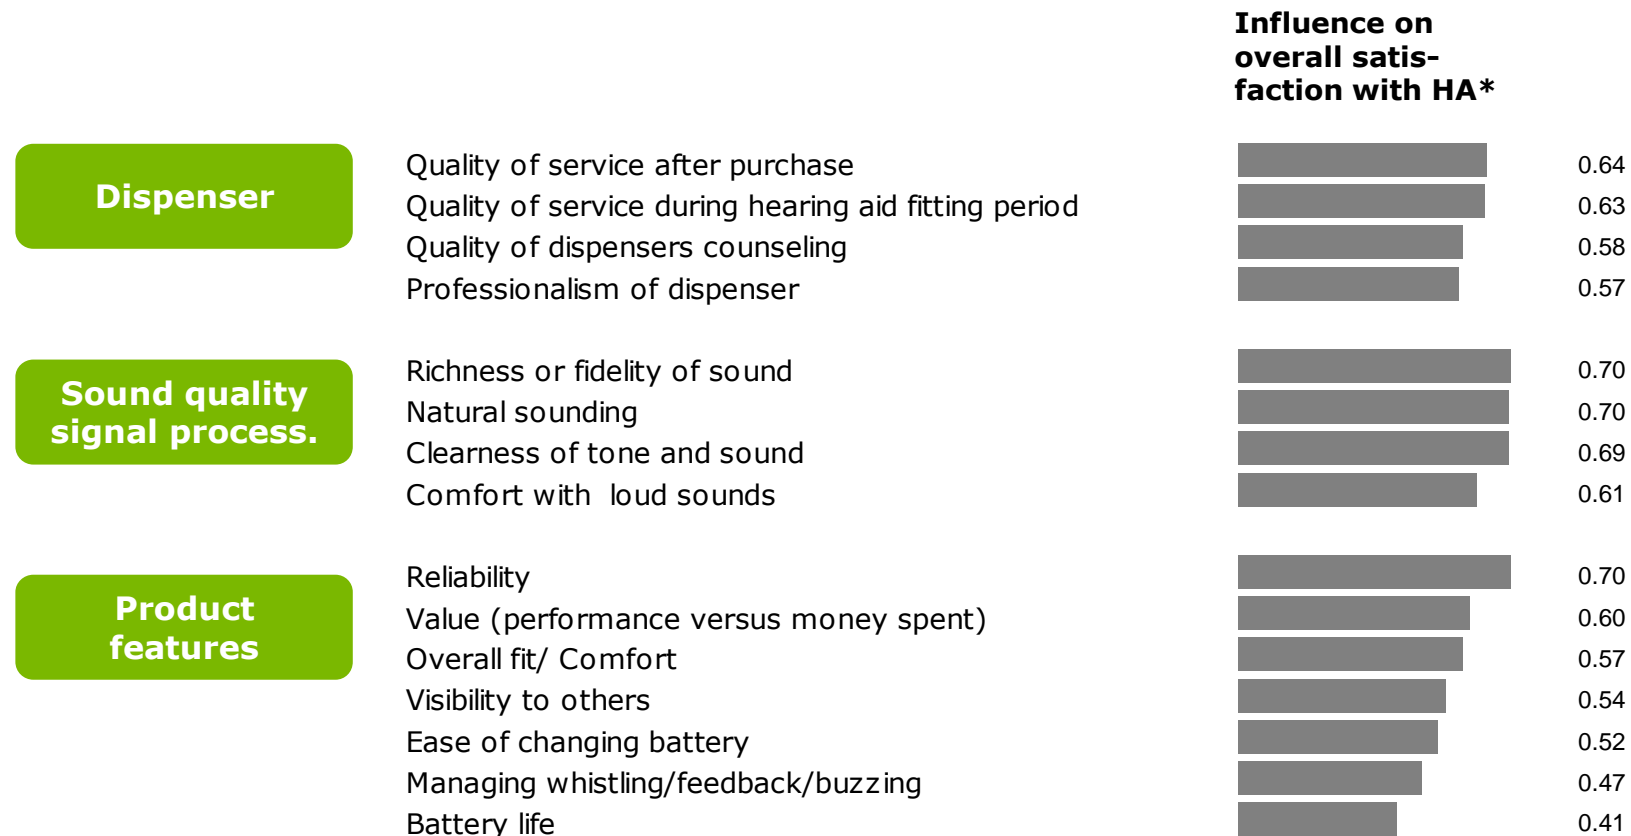 Influence on
overall satis-
faction with HA*
Dispenser
Quality of service after purchase 0.64
Quality of service during hearing aid fitting period 0.63
Quality of dispensers counseling 0.58
Professionalism of dispenser 0.57
Sound quality
signal process.
Richness or fidelity of sound 0.70
Natural sounding 0.70
Clearness of tone and sound 0.69
Comfort with loud sounds 0.61
Product
features
Reliability 0.70
Value (performance versus money spent) 0.60
Overall fit/ Comfort 0.57
Visibility to others 0.54
Ease of changing battery 0.52
Managing whistling/feedback/buzzing 0.47
Battery life 0.41